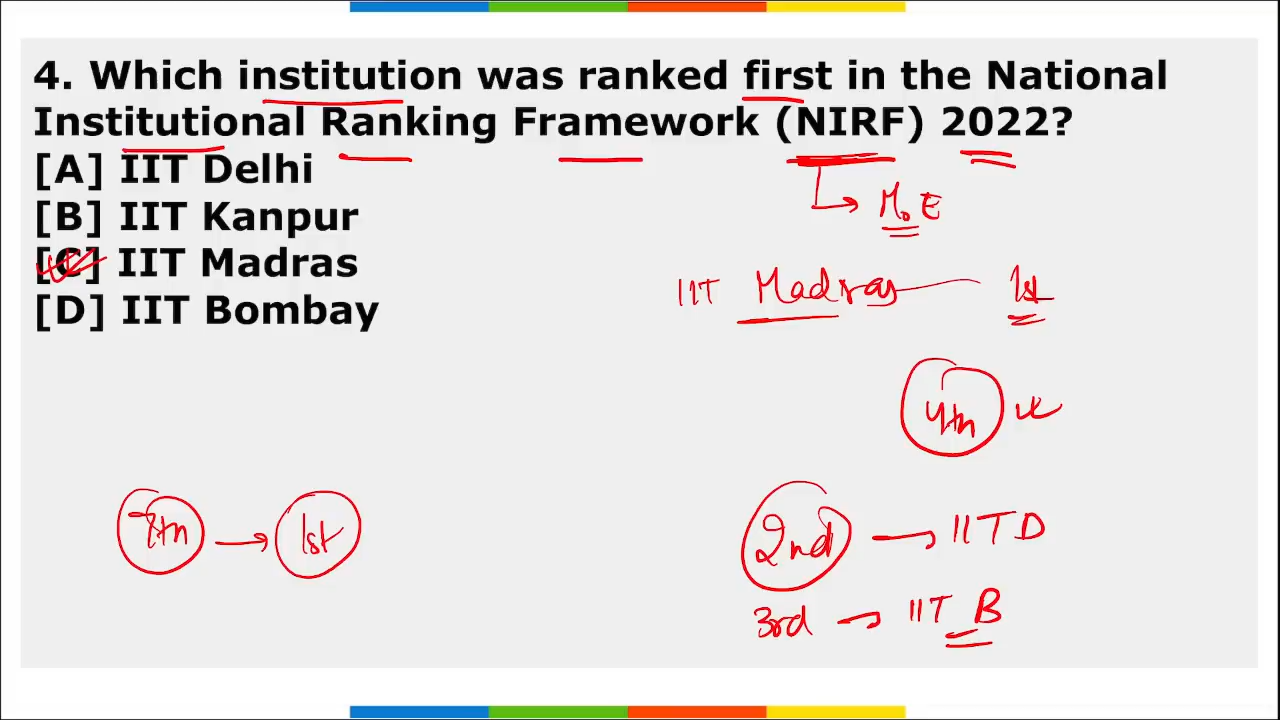 4. Which institution was ranked first in the National
Institutional Ranking Framework (NIRF) 2022?
[A] IIT Delhi
[B] IIT Kanpur
[C] IIT Madras
[D] IIT Bombay
MoE
IIT Madras 1st
4th
1st
2nd → IIT D
3rd → IIT B